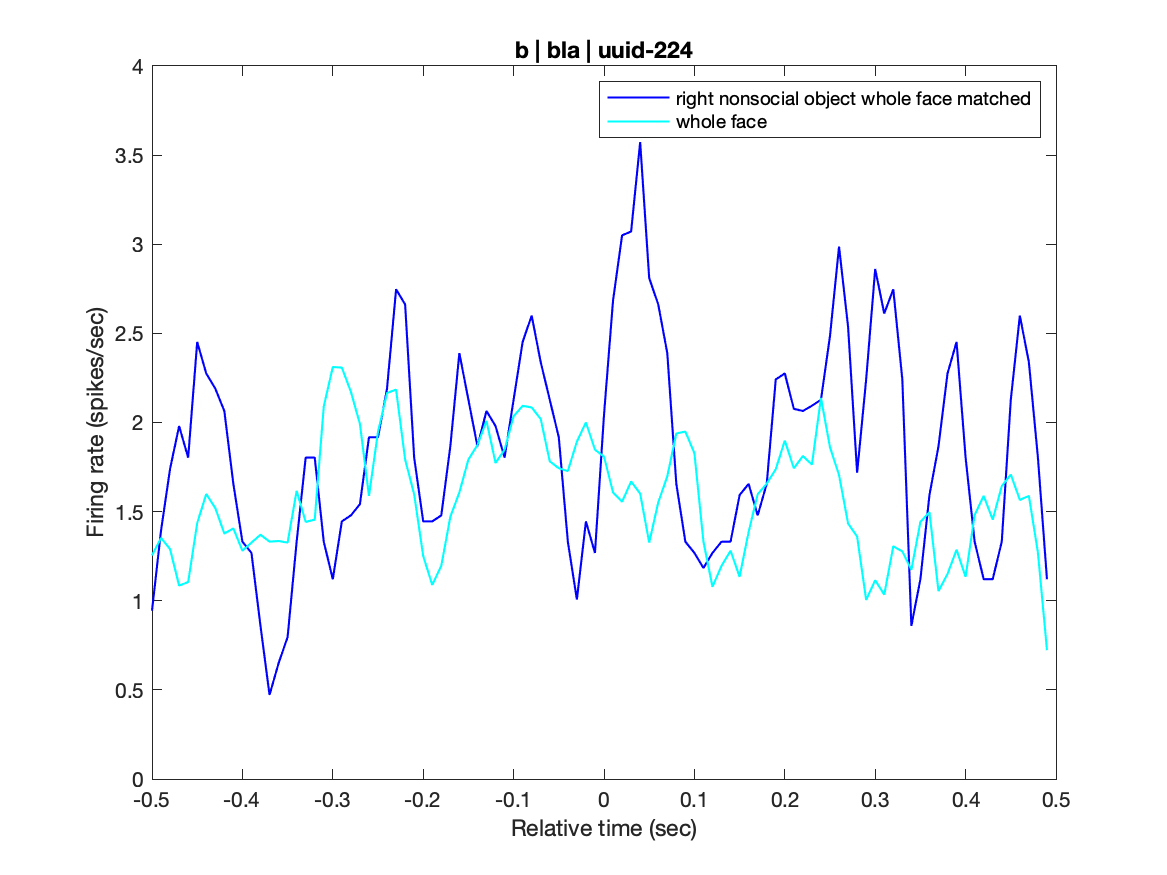 b | bla | uuid-224
right nonsocial object whole face matched
whole face
4
3.5
3
2.5
2
1.5
1
0.5
0
Firing rate (spikes/sec)
-0.5 -0.4 -0.3 -0.2 -0.1 0 0.1 0.2 0.3 0.4 0.5
Relative time (sec)